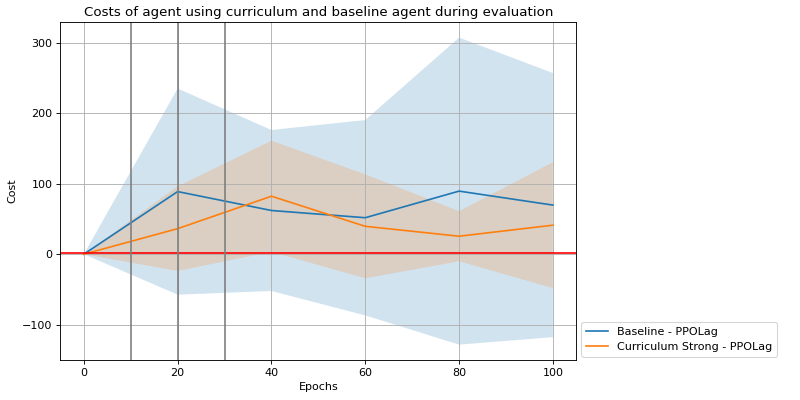 Costs of agent using curriculum and baseline agent during evaluation
300
200
100
0
−100
Cost
0 20 40 60 80 100
Epochs
Baseline - PPOLag
Curriculum Strong - PPOLag